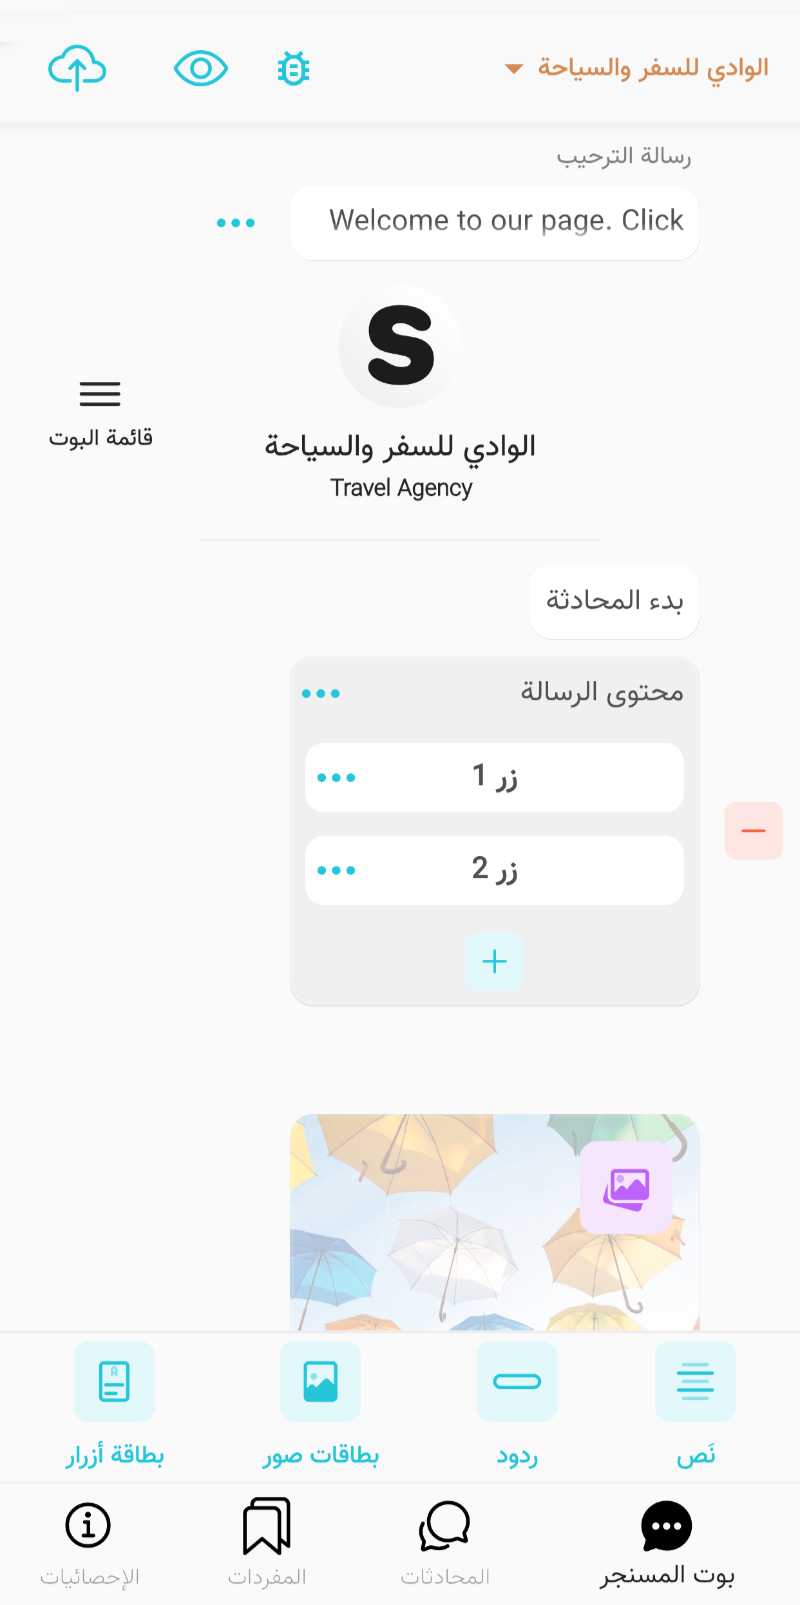 الوادي للسفر والسياحة
رسالة الترحيب
Welcome to our page. Click
S
قائمة البوت
الوادي للسفر والسياحة
Travel Agency
بدء المحادثة
محتوى الرسالة
زر 1
زر 2
نَص
ردود
بطاقات صور
بطاقة أزرار
بوت المسنجر
المحادثات
المفردات
الإحصائيات